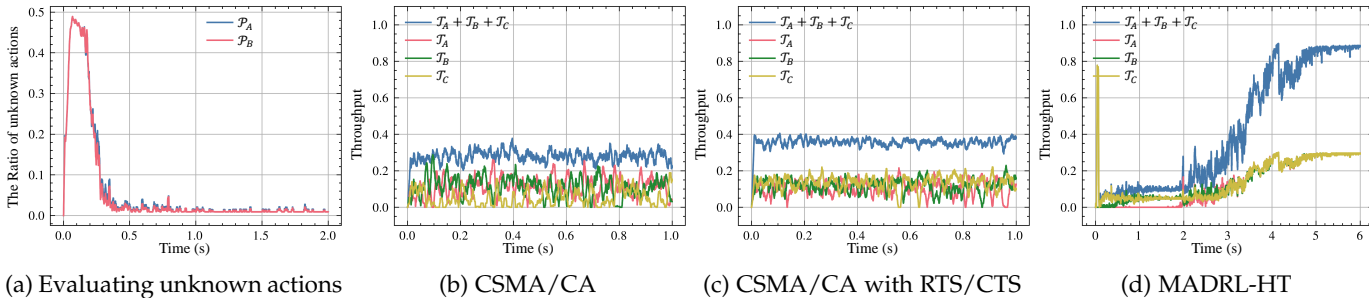 The Ratio of unknown actions
0.5
0.4
0.3
0.2
0.1
0.0
𝒫A
𝒫B
0.0 0.5 1.0 1.5 2.0
Time (s)
(a) Evaluating unknown actions
Throughput
1.0
0.8
0.6
0.4
0.2
0.0
𝒯A + 𝒯B + 𝒯C
𝒯A
𝒯B
𝒯C
0.0 0.2 0.4 0.6 0.8 1.0
Time (s)
(b) CSMA/CA
Throughput
1.0
0.8
0.6
0.4
0.2
0.0
𝒯A + 𝒯B + 𝒯C
𝒯A
𝒯B
𝒯C
0.0 0.2 0.4 0.6 0.8 1.0
Time (s)
(c) CSMA/CA with RTS/CTS
Throughput
1.0
0.8
0.6
0.4
0.2
0.0
𝒯A + 𝒯B + 𝒯C
𝒯A
𝒯B
𝒯C
0 1 2 3 4 5 6
Time (s)
(d) MADRL-HT